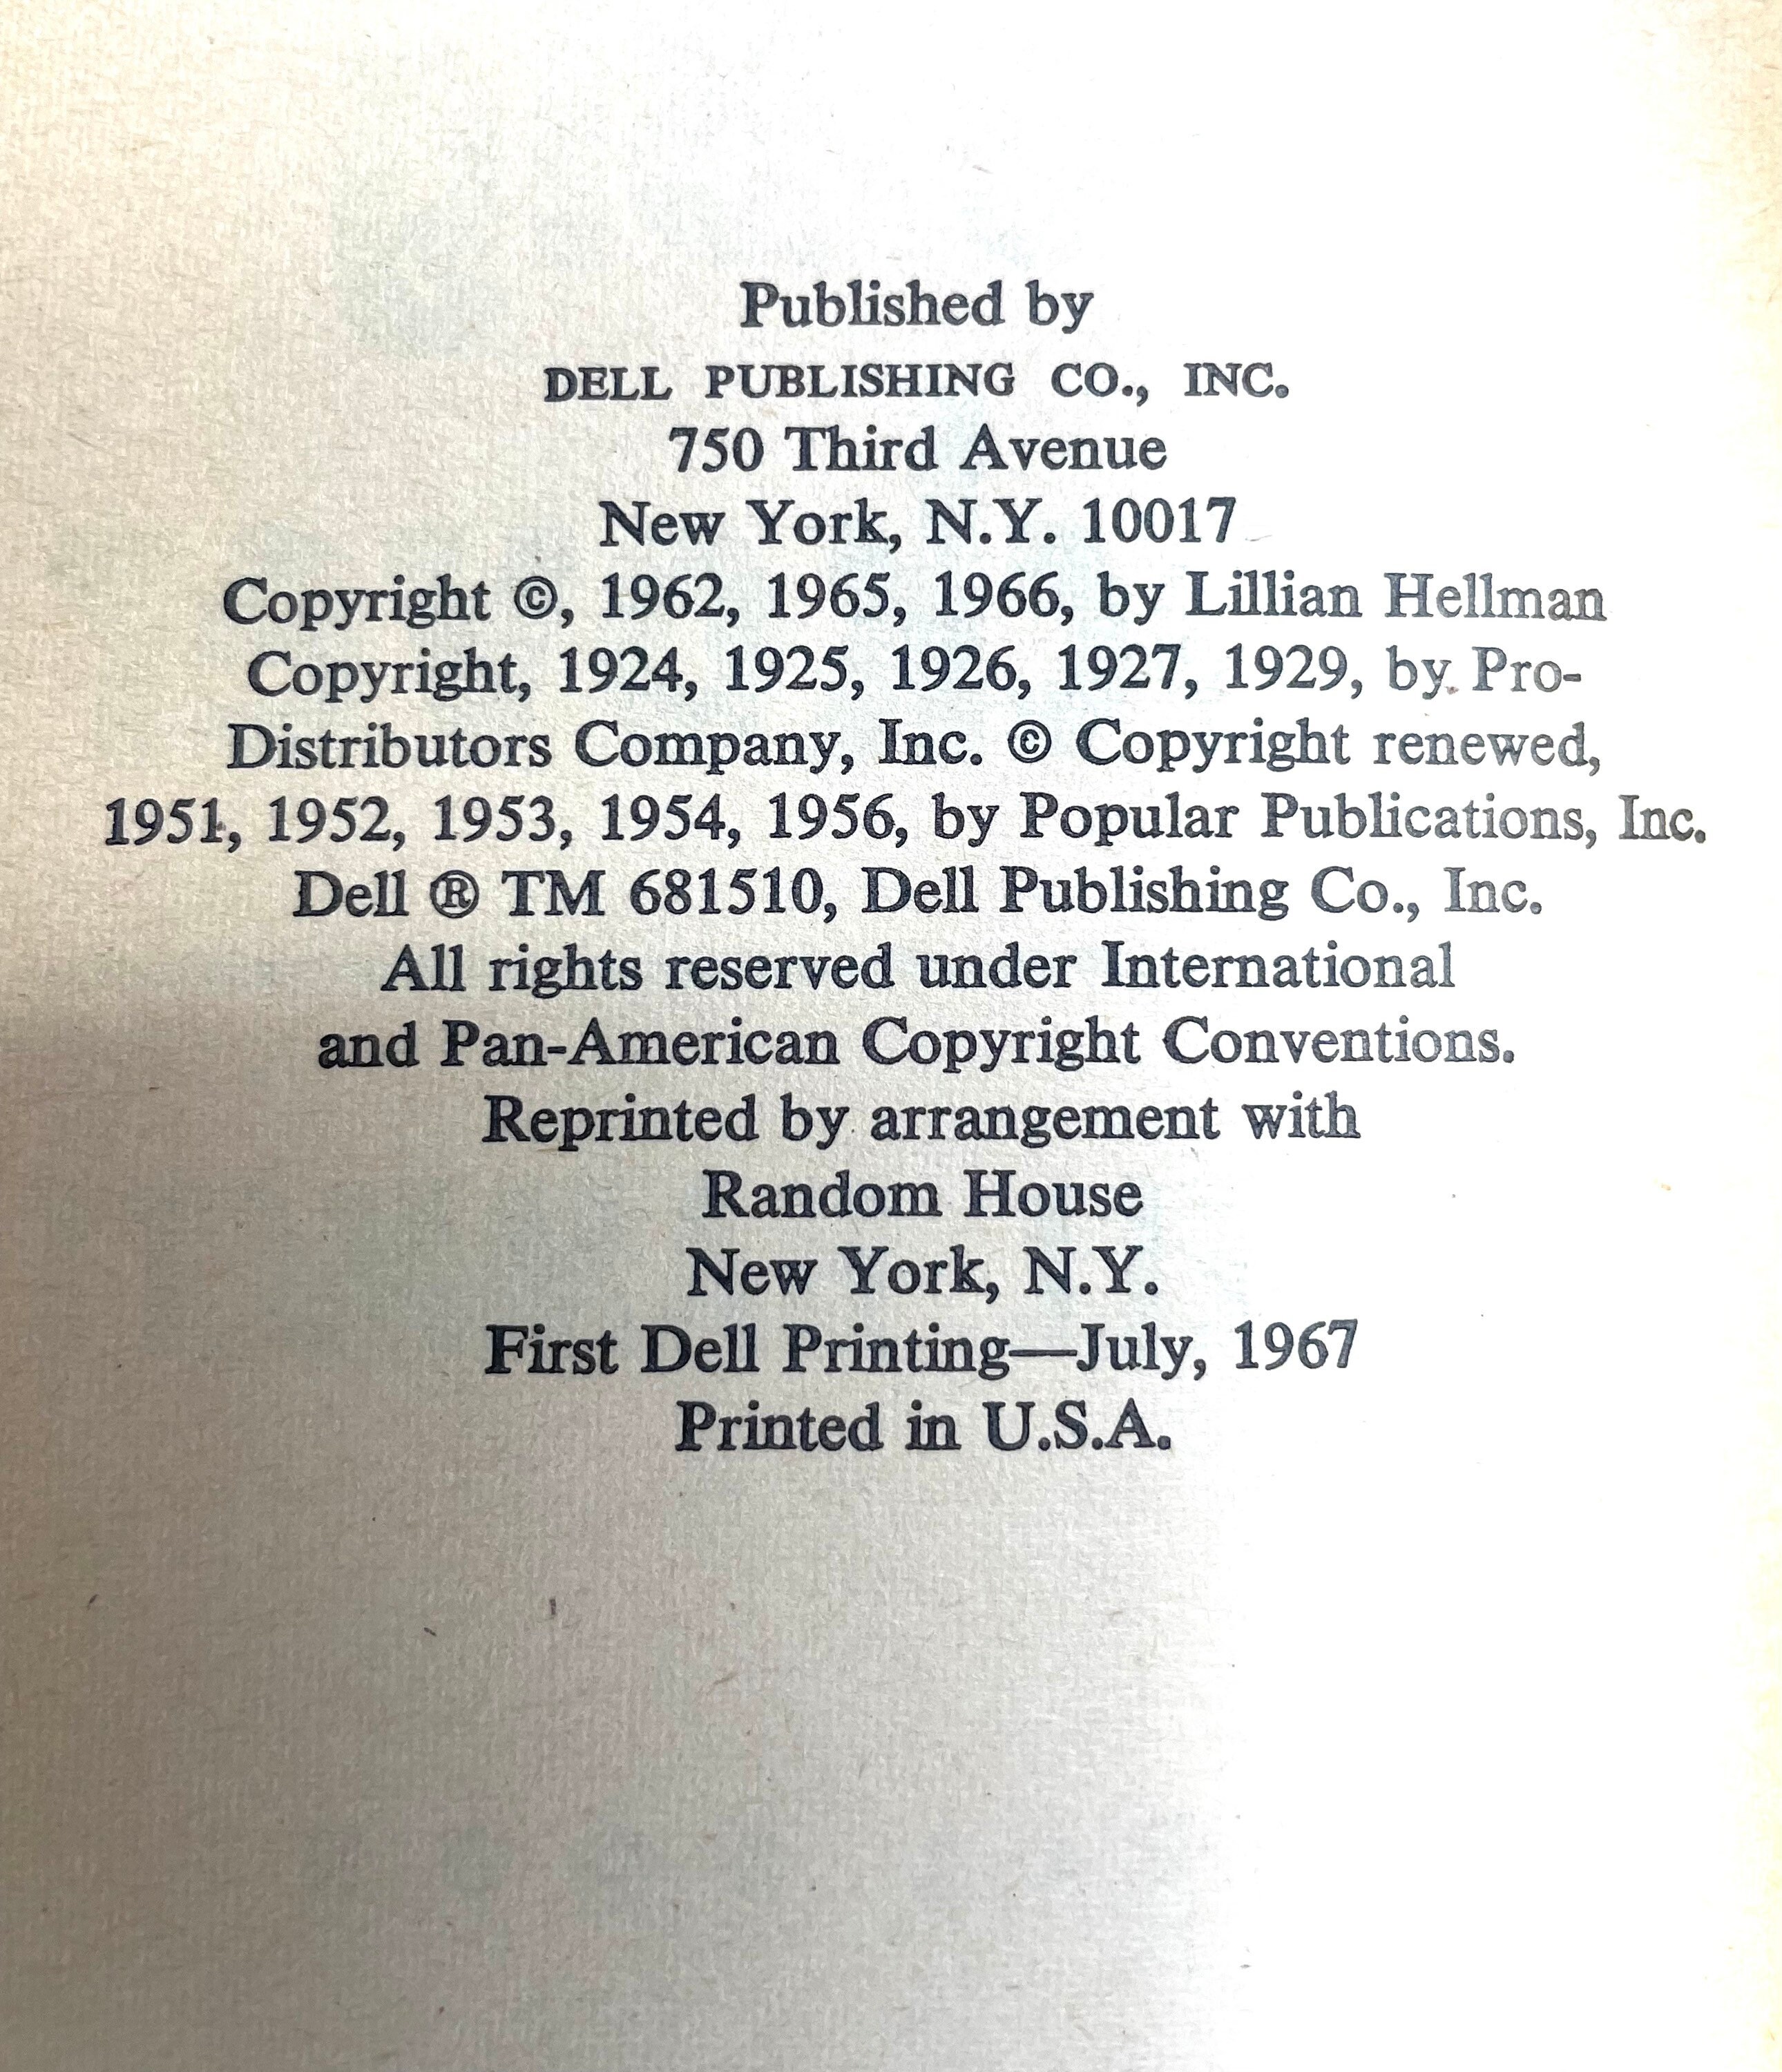 Published by
DELL PUBLISHING CO., INC.
750 Third Avenue
New York, N.Y. 10017
Copyright ©, 1962, 1965, 1966, by Lillian Hellman
Copyright, 1924, 1925, 1926, 1927, 1929, by Pro-
Distributors Company, Inc. © Copyright renewed,
1951, 1952, 1953, 1954, 1956, by Popular Publications, Inc.
Dell ® TM 681510, Dell Publishing Co., Inc.
All rights reserved under International
and Pan-American Copyright Conventions.
Reprinted by arrangement with
Random House
New York, N.Y.
First Dell Printing—July, 1967
Printed in U.S.A.